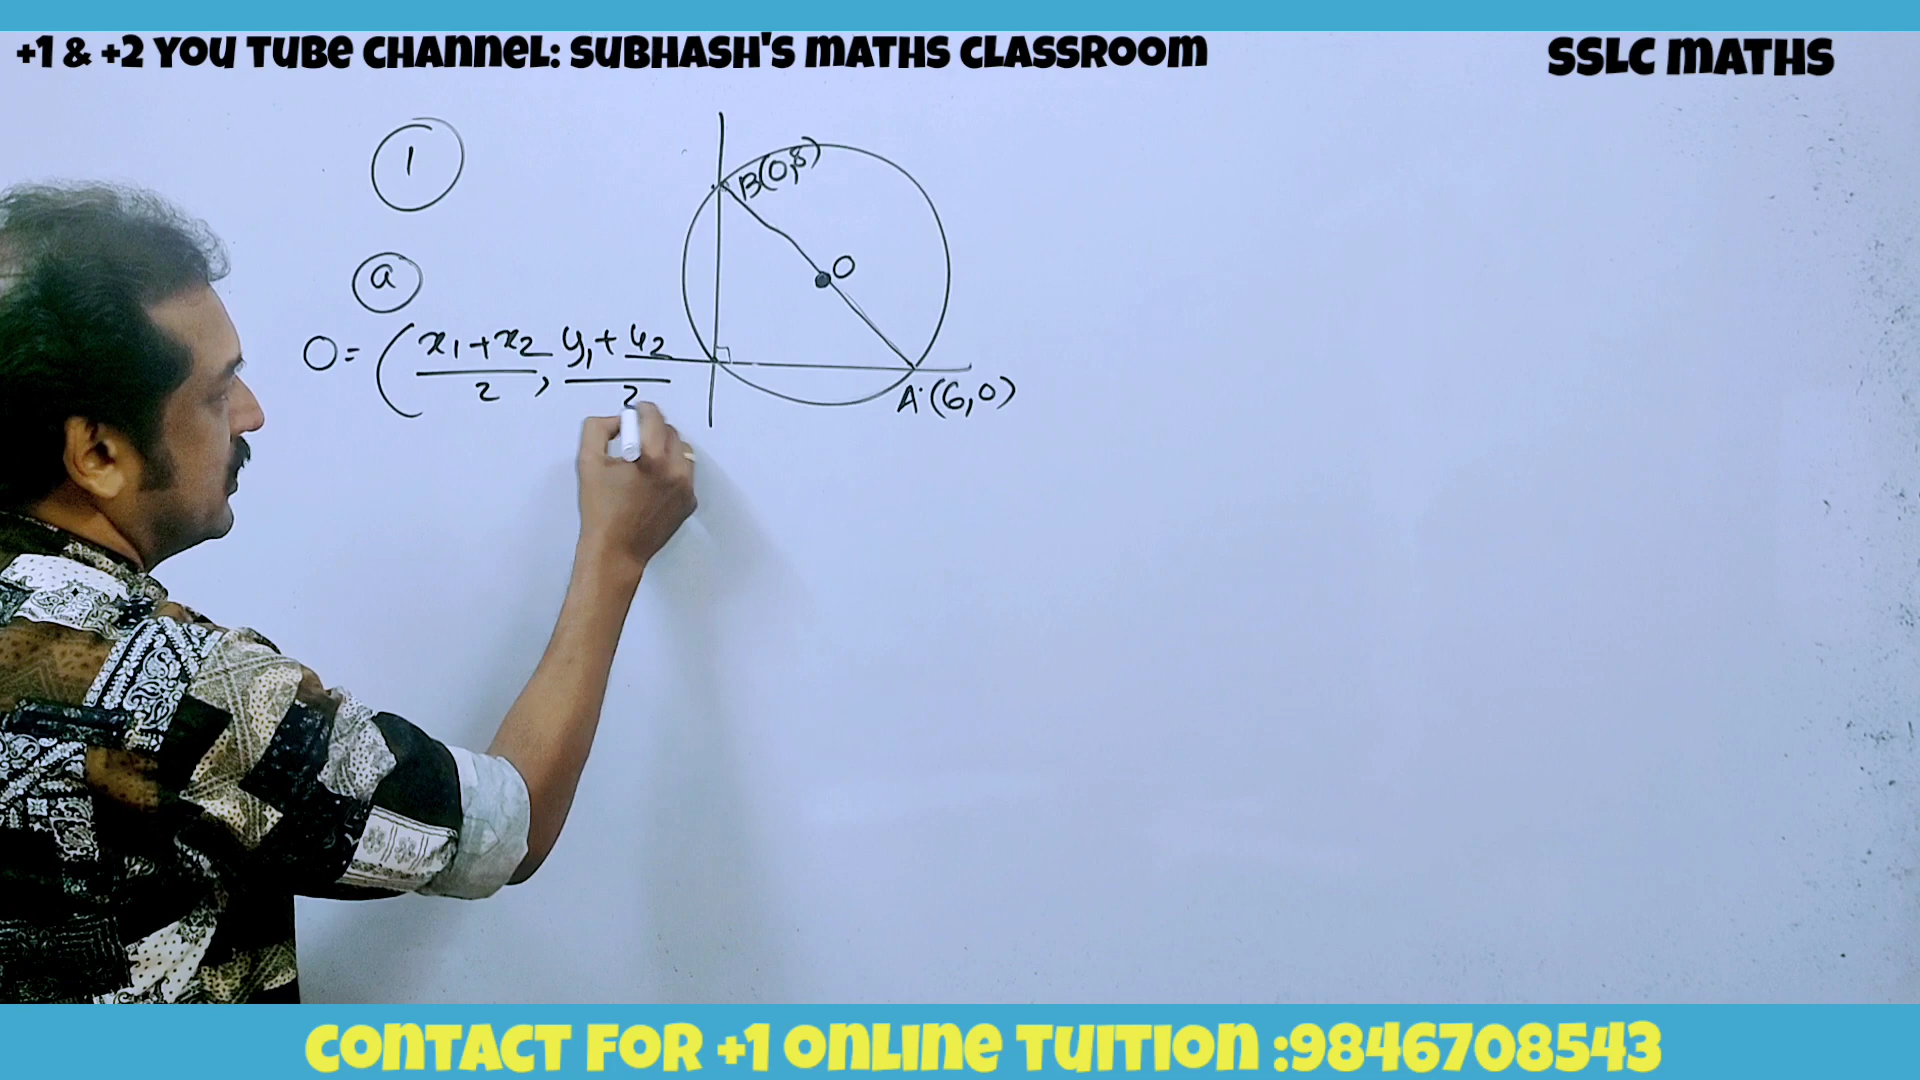 +1 & +2 YOU TUBE CHANNEL: SUBHASH'S MATHS CLASSROOM
SSLC MATHS
1
B(0,8)
a
O
O = ( x₁+x₂ / 2 , y₁+y₂ / 2
A (6,0)
CONTACT FOR +1 ONLINE TUITION :9846708543